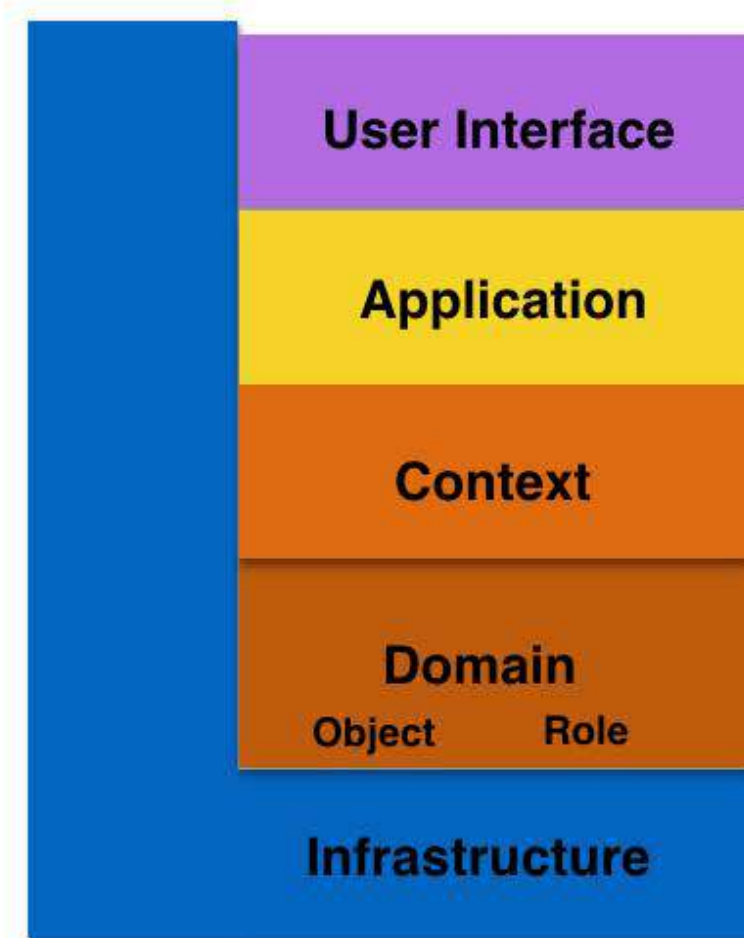 User Interface
Application
Context
Domain
Object Role
Infrastructure